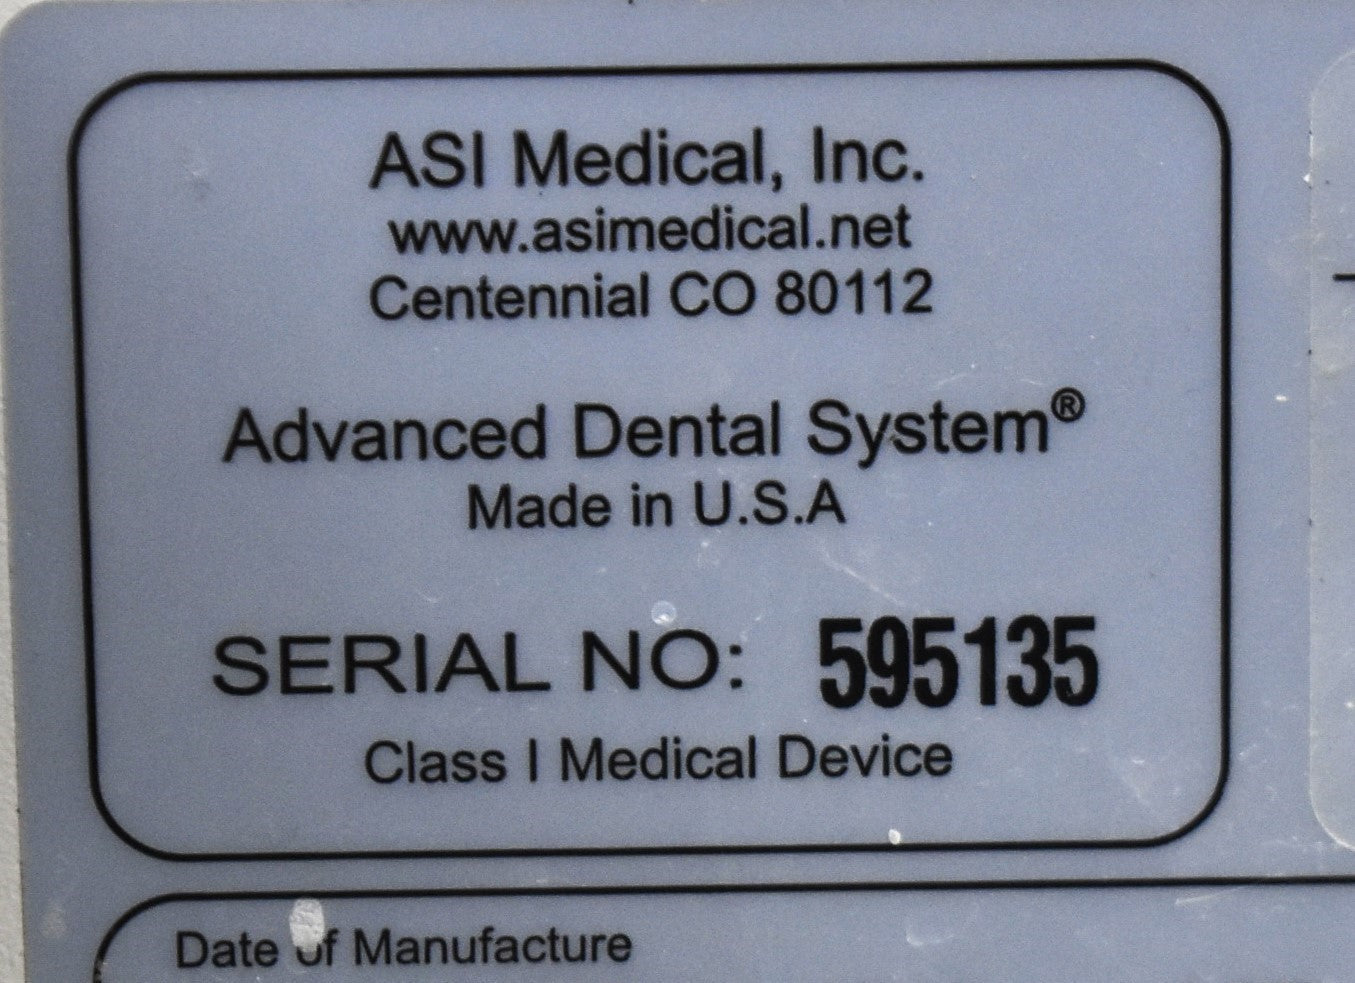 ASI Medical, Inc.
www.asimedical.net
Centennial CO 80112
Advanced Dental System®
Made in U.S.A
SERIAL NO: 595135
Class I Medical Device
Date of Manufacture